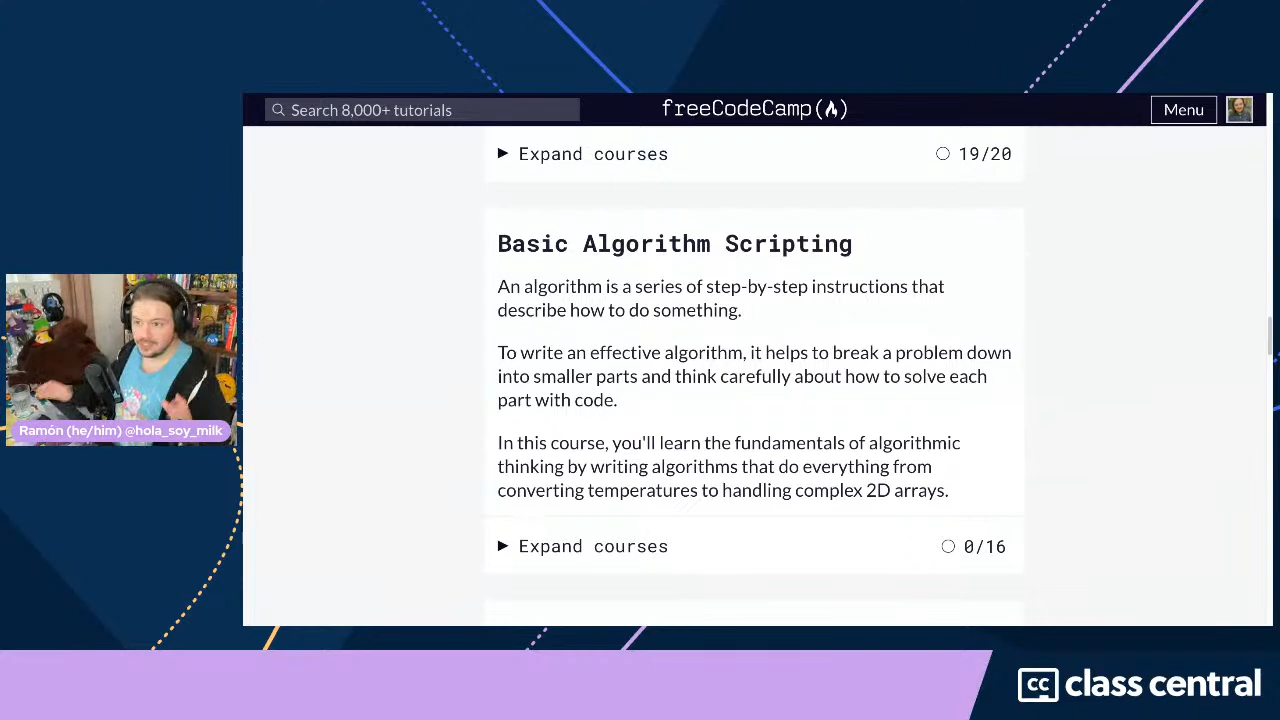 Search 8,000+ tutorials
freeCodeCamp
Menu
Expand courses
19/20
Basic Algorithm Scripting
An algorithm is a series of step-by-step instructions that
describe how to do something.
To write an effective algorithm, it helps to break a problem down
into smaller parts and think carefully about how to solve each
part with code.
In this course, you'll learn the fundamentals of algorithmic
thinking by writing algorithms that do everything from
converting temperatures to handling complex 2D arrays.
Expand courses
0/16
Ramón (he/him) @hola_soy_milk
cc class central